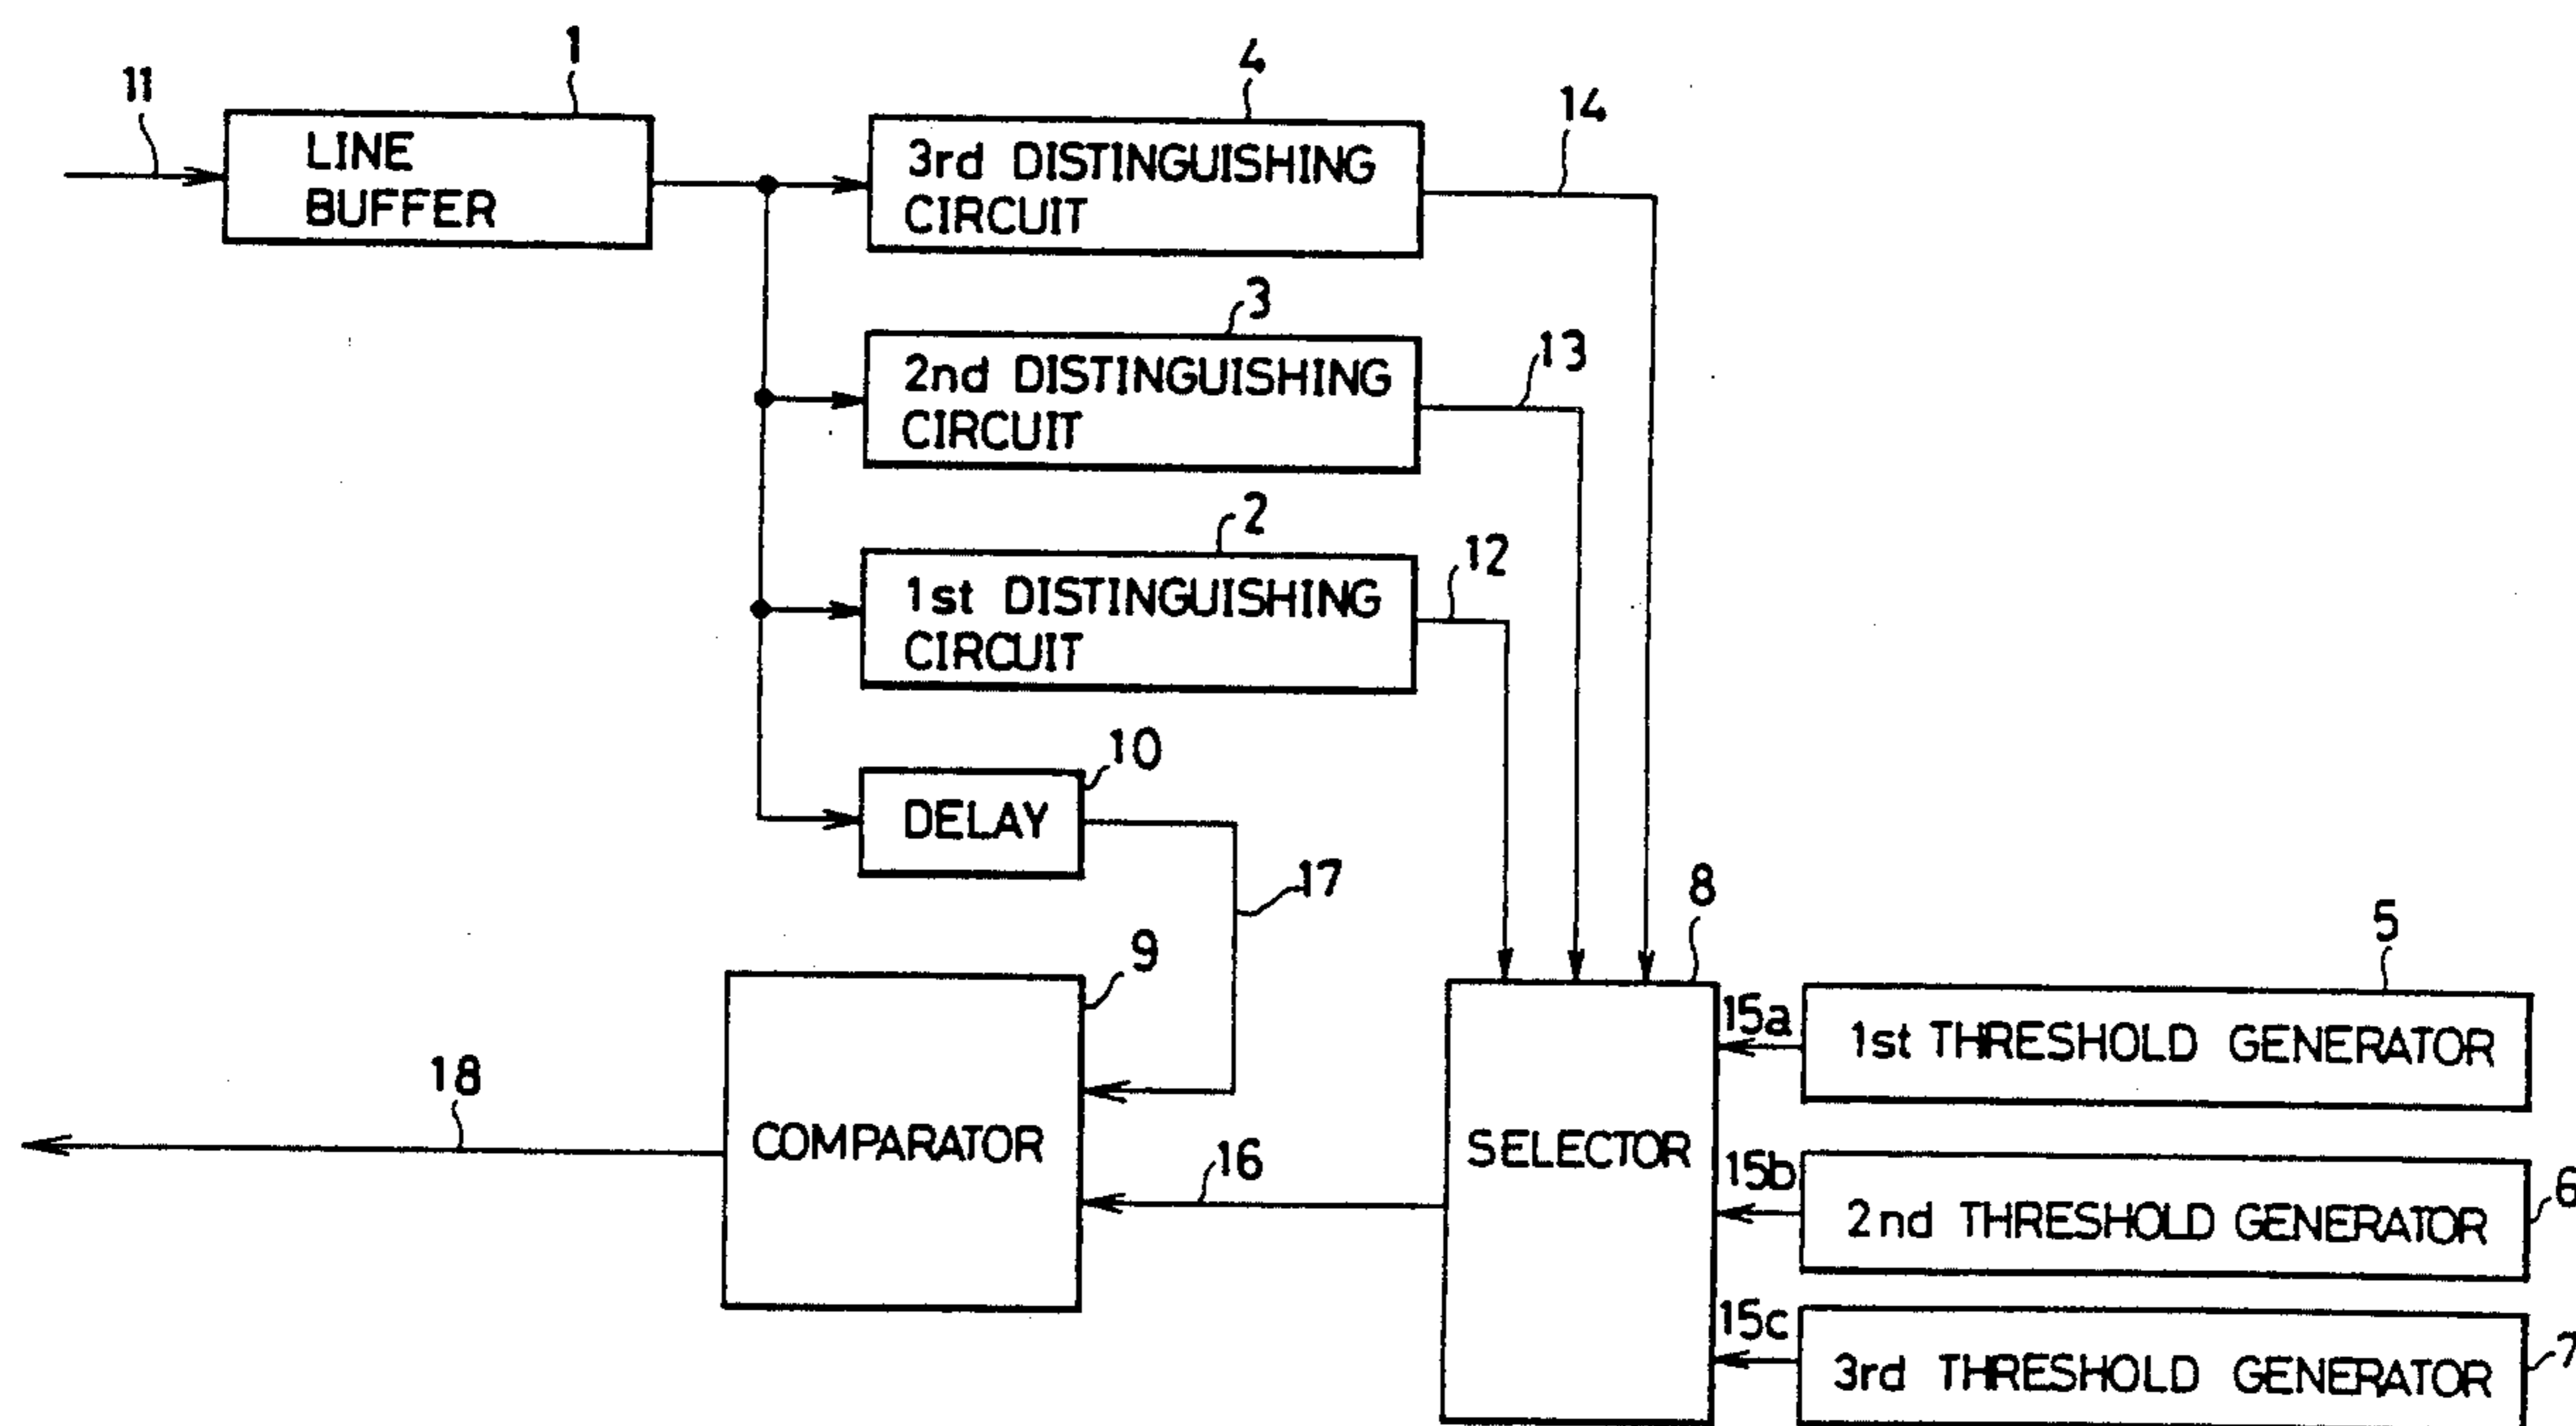 1
11
4
14
LINE
BUFFER
3rd DISTINGUISHING
CIRCUIT
3
13
2nd DISTINGUISHING
CIRCUIT
2
12
1st DISTINGUISHING
CIRCUIT
10
DELAY
17
8
5
9
15a
1st THRESHOLD GENERATOR
18
COMPARATOR
16
SELECTOR
15b
2nd THRESHOLD GENERATOR
6
15c
3rd THRESHOLD GENERATOR
7